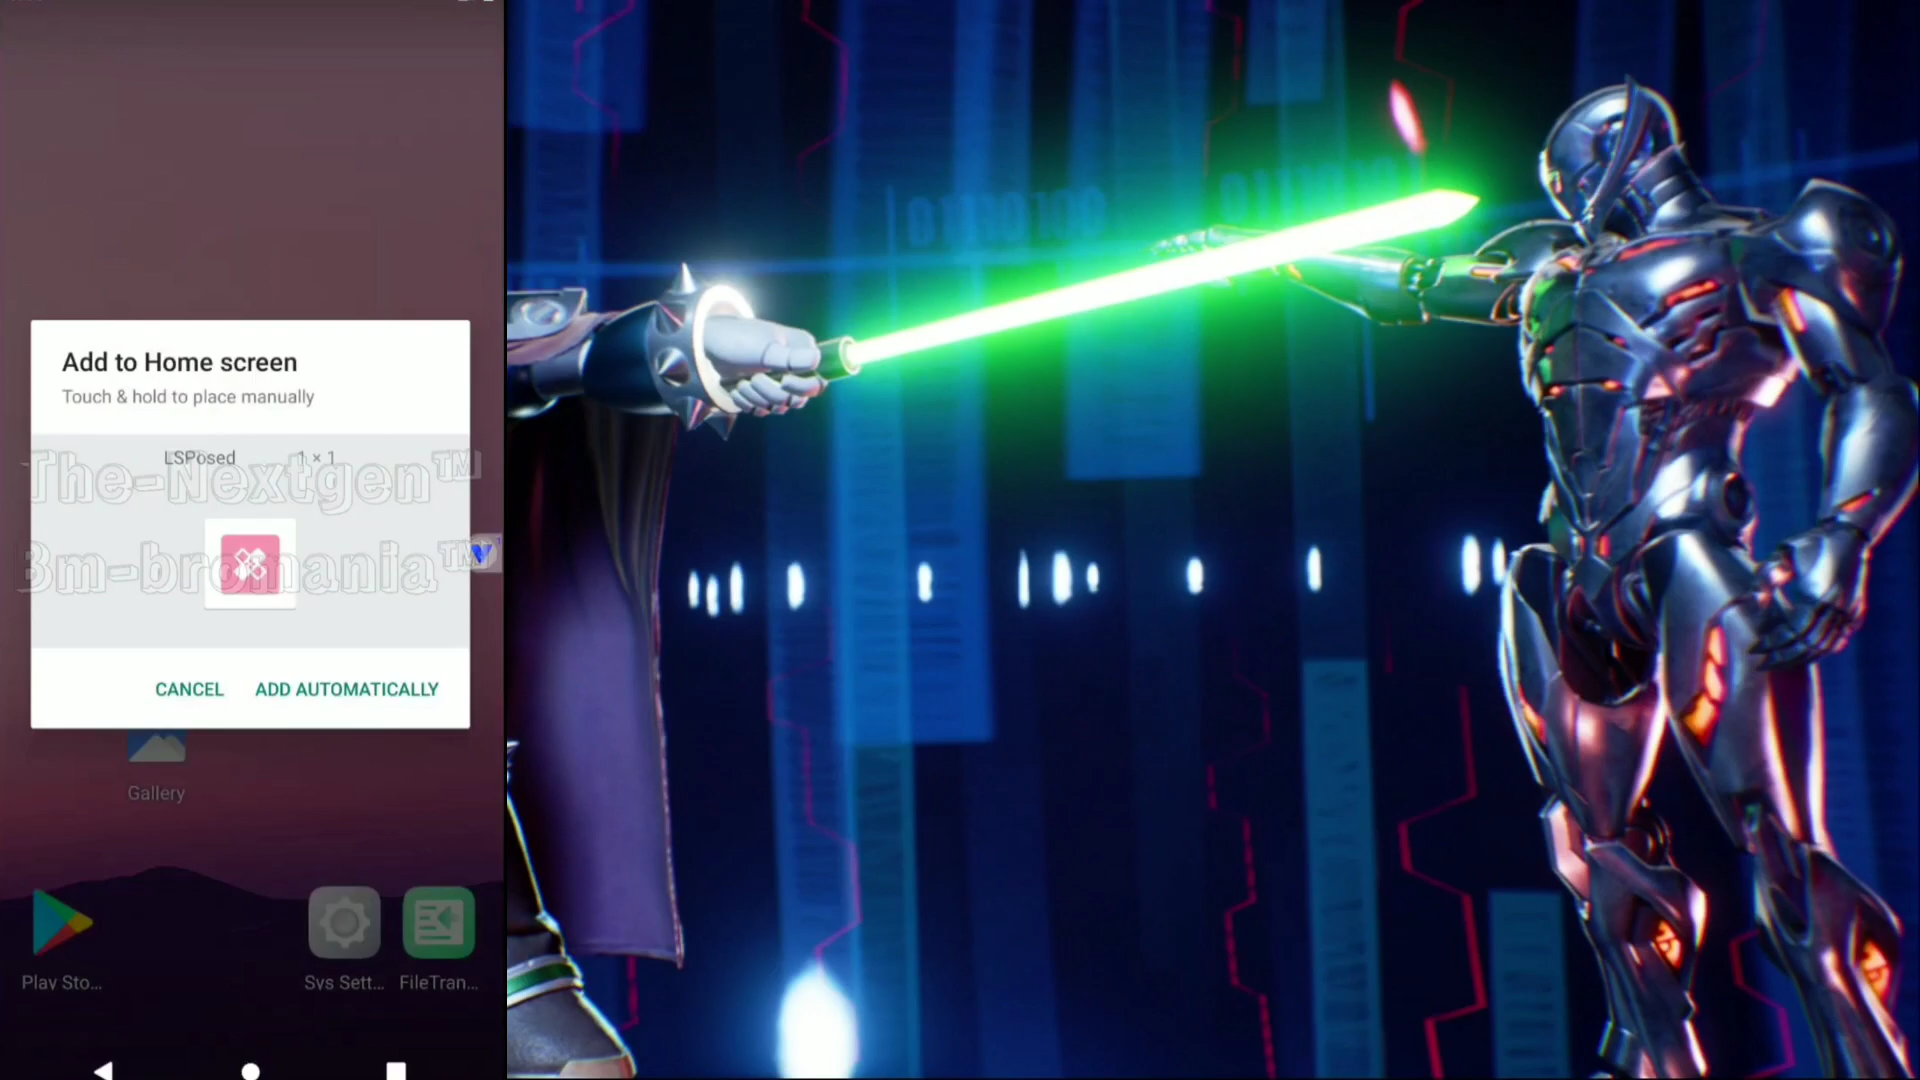 Add to Home screen
Touch & hold to place manually
LSPosed 1 × 1
The-Nextgen™
3m-bromania™
CANCEL ADD AUTOMATICALLY
Gallery
Play Sto... Svs Sett... FileTran...